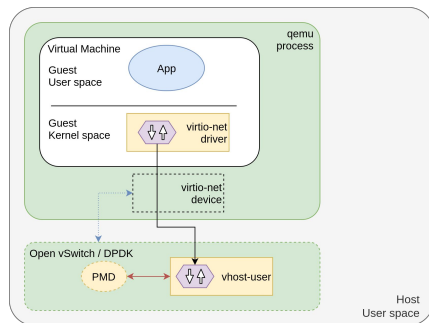 qemu
process
Virtual Machine
Guest
User space
App
Guest
Kernel space
virtio-net
driver
virtio-net
device
Open vSwitch / DPDK
PMD
vhost-user
Host
User space